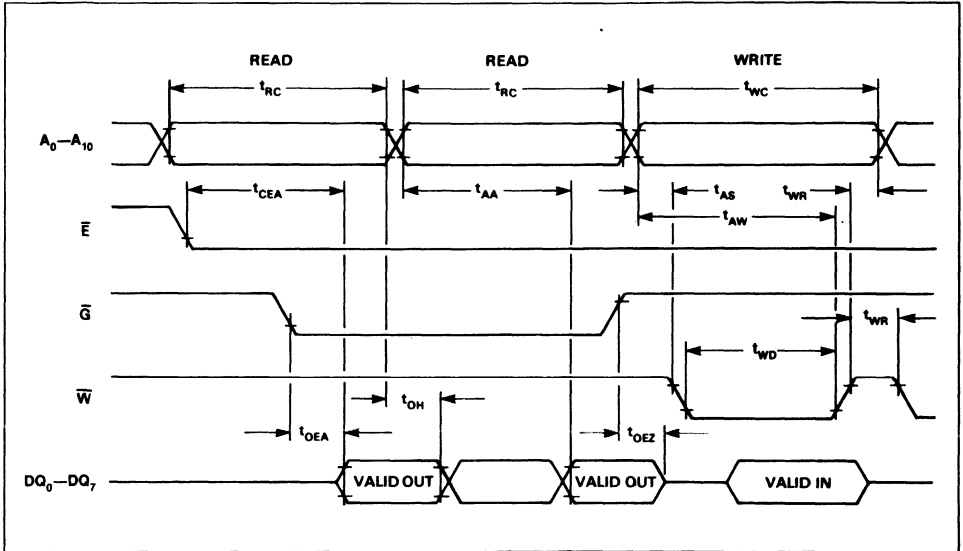 READ READ WRITE
tRC tRC tWC
A0—A10
tCEA tAA tAS tWR
tAW
E̅
G̅
tWR
tWD
W̅
tOH
tOEA tOEZ
DQ0—DQ7 VALID OUT VALID OUT VALID IN